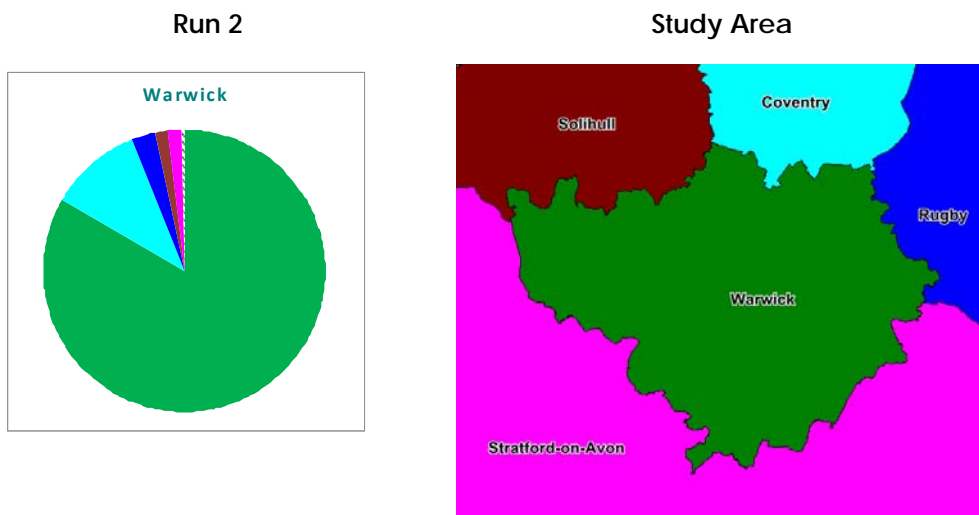 Run 2
Study Area
Warwick
Coventry
Solihull
Rugby
Warwick
Stratford-on-Avon